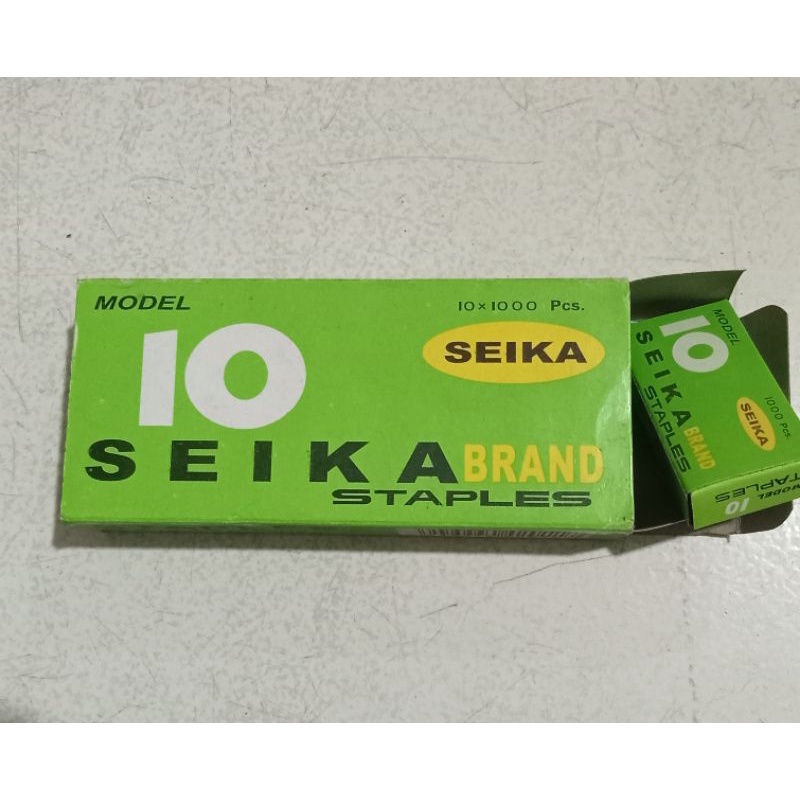 MODEL
10 × 1000 Pcs.
10
SEIKA
SEIKA BRAND
STAPLES
MODEL
10
1000 Pcs.
SEIKA
SEIKA BRAND
STAPLES
MODEL
10
STAPLES